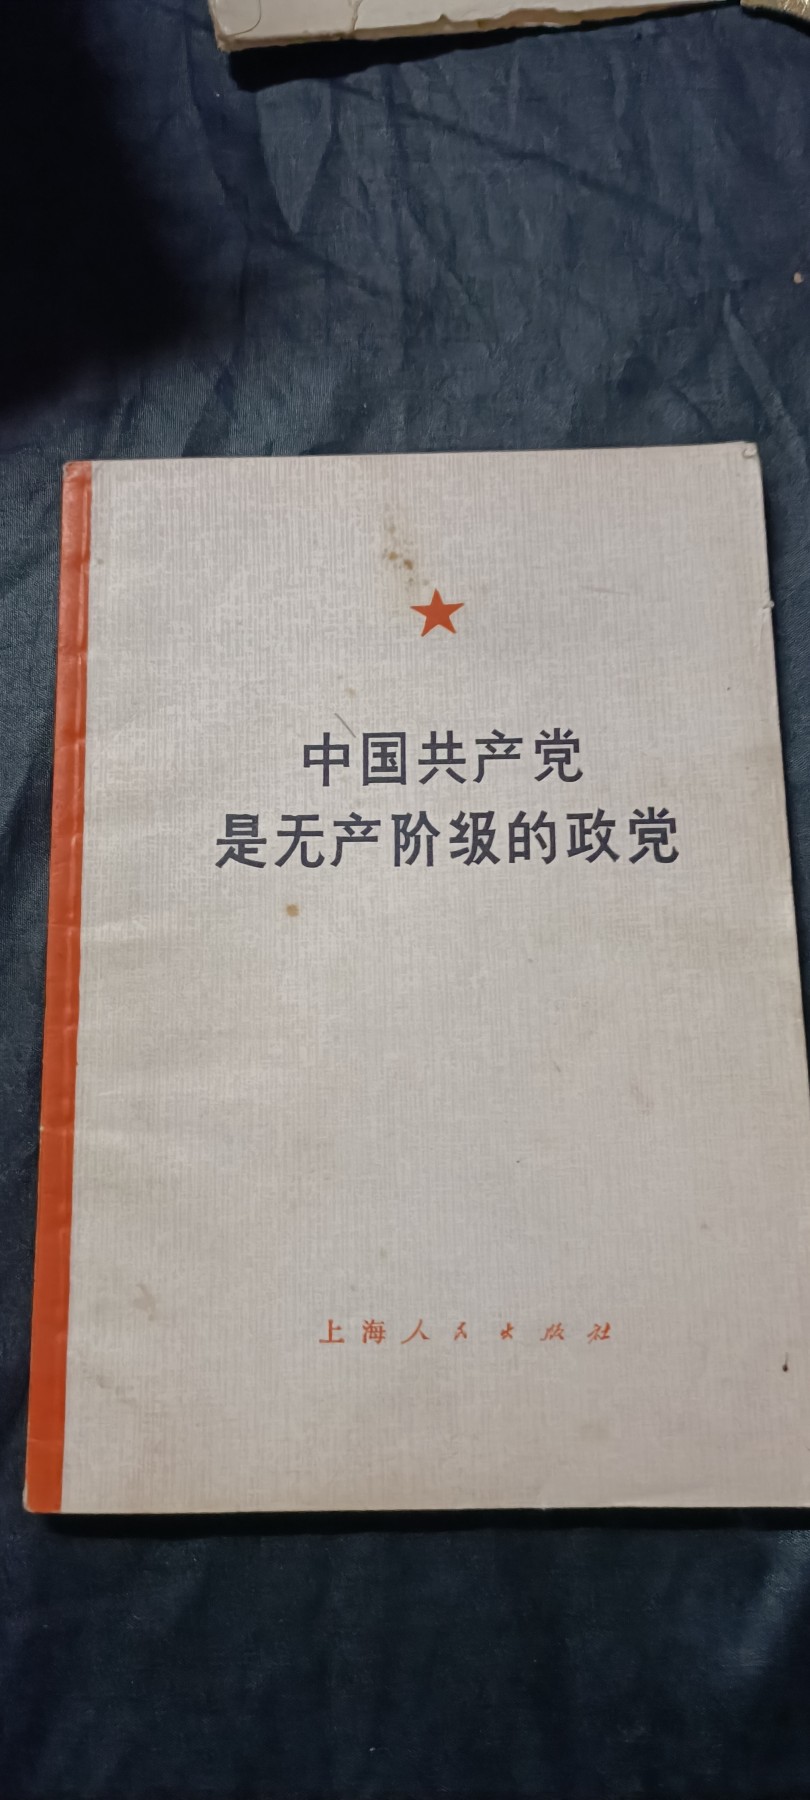 中国共产党
是无产阶级的政党
上海人民出版社